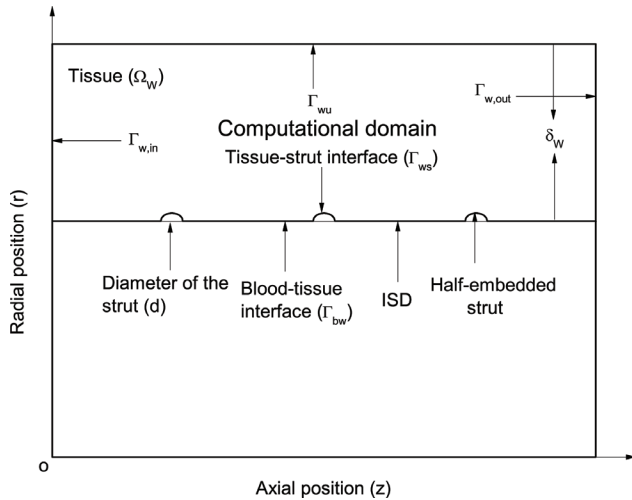 Tissue (Ω_W)
Γ_wu
Γ_w,out
Computational domain
Γ_w,in
δ_W
Tissue-strut interface (Γ_ws)
Radial position (r)
Diameter of the
strut (d)
Blood-tissue
interface (Γ_bw)
ISD
Half-embedded
strut
o
Axial position (z)